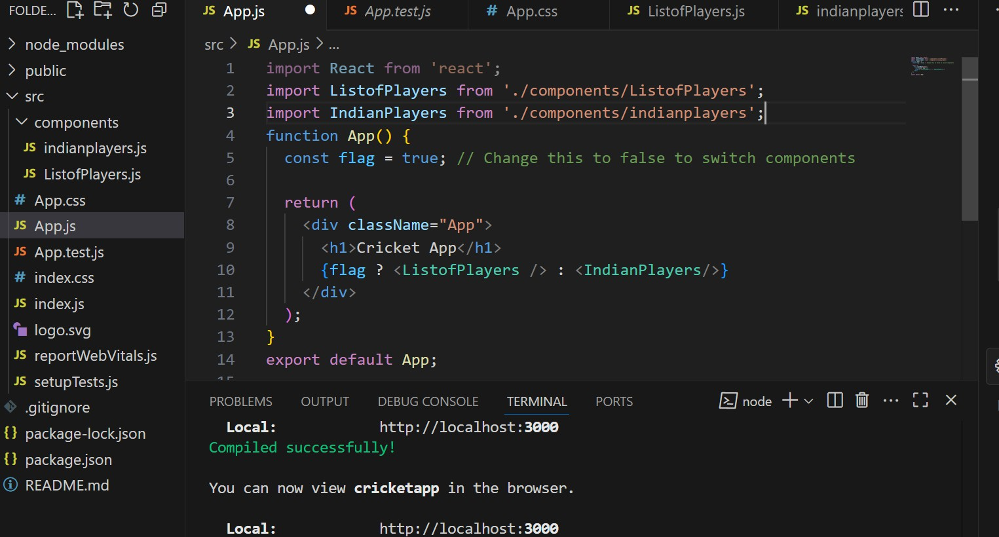 FOLDE...
node_modules
public
src
components
JS indianplayers.js
JS ListofPlayers.js
# App.css
JS App.js
JS App.test.js
# index.css
JS index.js
logo.svg
JS reportWebVitals.js
JS setupTests.js
.gitignore
{} package-lock.json
{} package.json
README.md
JS App.js
JS App.test.js
# App.css
JS ListofPlayers.js
JS indianplayers
src > JS App.js > ...
1 import React from 'react';
2 import ListofPlayers from './components/ListofPlayers';
3 import IndianPlayers from './components/indianplayers';
4 function App() {
5 const flag = true; // Change this to false to switch components
6
7 return (
8 <div className="App">
9 <h1>Cricket App</h1>
10 {flag ? <ListofPlayers /> : <IndianPlayers/>}
11 </div>
12 );
13 }
14 export default App;
15
PROBLEMS OUTPUT DEBUG CONSOLE TERMINAL PORTS
node
Local: http://localhost:3000
Compiled successfully!
You can now view cricketapp in the browser.
Local: http://localhost:3000